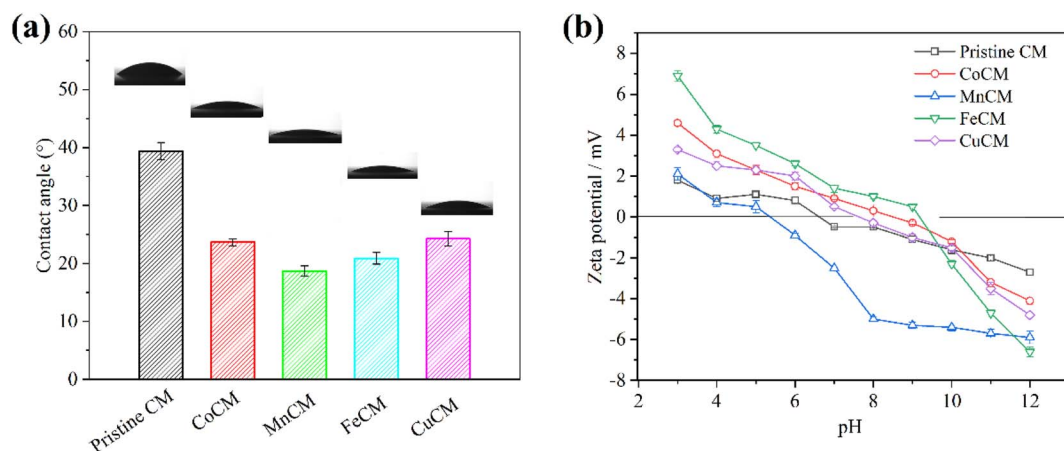 (a)
60
50
40
30
20
10
0
Contact angle (°)
Pristine CM
CoCM
MnCM
FeCM
CuCM
(b)
8
6
4
2
0
-2
-4
-6
-8
Zeta potential / mV
Pristine CM
CoCM
MnCM
FeCM
CuCM
2 4 6 8 10 12
pH